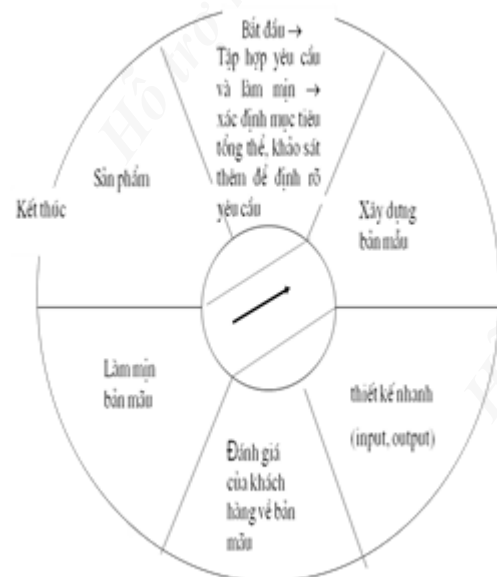 Bắt đầu →
Tập hợp yêu cầu
và làm mịn →
xác định mục tiêu
tổng thể, khảo sát
thêm để định rõ
yêu cầu
Xây dựng
bản mẫu
thiết kế nhanh
(input, output)
Đánh giá
của khách
hàng về bản
mẫu
Làm mịn
bản mẫu
Sản phẩm
Kết thúc
Hỗ trợ